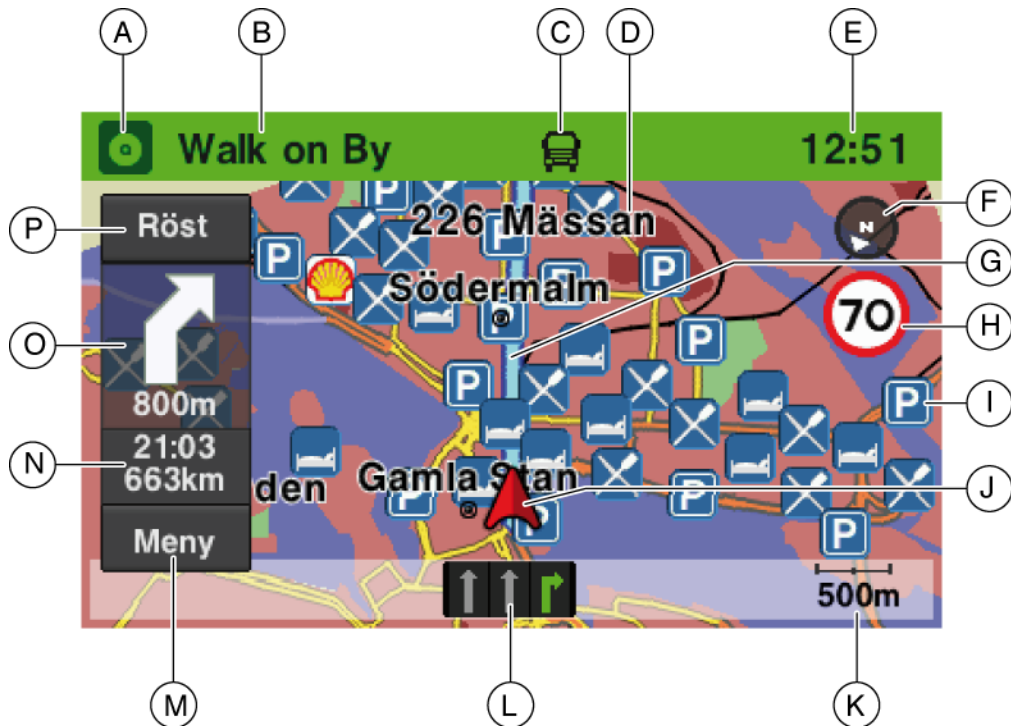 A B C D E
Walk on By 12:51
P Röst
226 Mässan
N
F
G
Södermalm
70
H
O
800m
I
N
21:03
663km
den Gamla Stan
J
Meny
500m
M L K
P
P
P
P
P
P
P
P
P
P
P
P